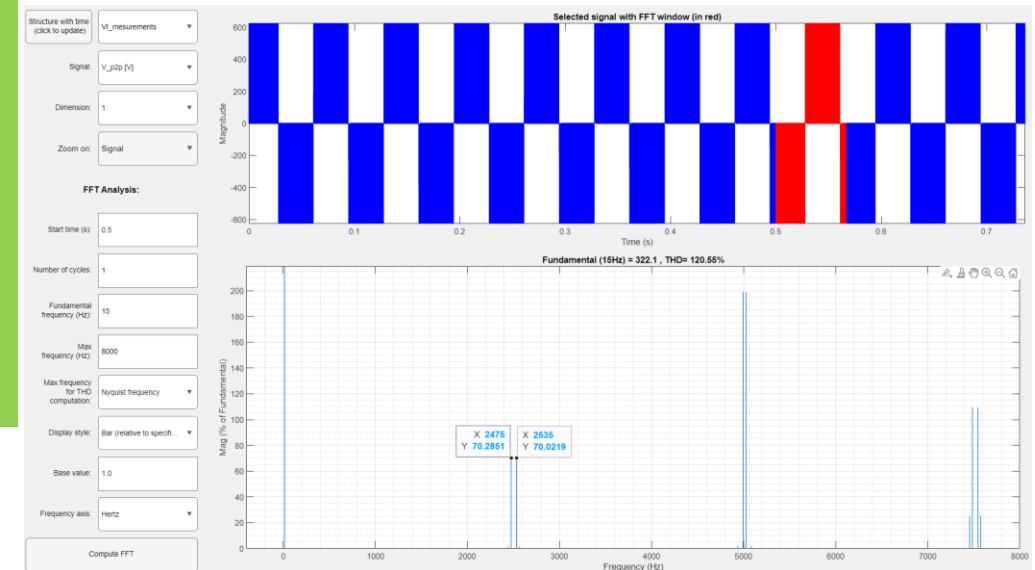 Structure with time
(click to update)
VI_mesurements
Signal:
V_p2p [V]
Dimension:
1
Zoom on:
Signal
FFT Analysis:
Start time (s):
0.5
Number of cycles:
1
Fundamental
frequency (Hz):
15
Max
frequency (Hz):
8000
Max frequency
for THD
computation:
Nyquist frequency
Display style:
Bar (relative to specifi...
Base value:
1.0
Frequency axis:
Hertz
Compute FFT
Selected signal with FFT window (in red)
Magnitude
600
400
200
0
-200
-400
-600
0
0.1
0.2
0.3
0.4
0.5
0.6
0.7
Time (s)
Fundamental (15Hz) = 322.1 , THD= 120.55%
Mag (% of Fundamental)
200
180
160
140
120
100
80
60
40
20
0
X 2475
Y 70.2851
X 2535
Y 70.0219
0
1000
2000
3000
4000
5000
6000
7000
8000
Frequency (Hz)